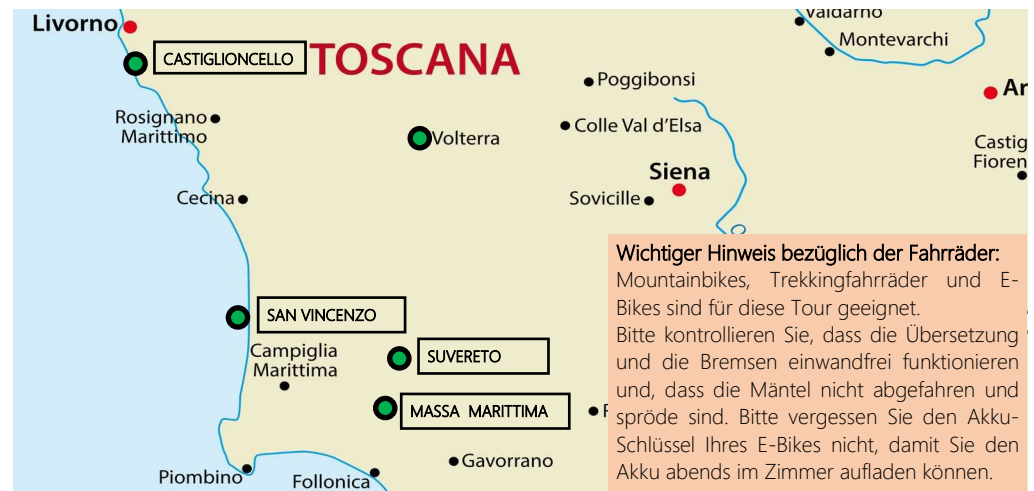 Livorno
CASTIGLIONCELLO
TOSCANA
Valdarno
Montevarchi
Poggibonsi
Ar
Rosignano
Marittimo
Volterra
Colle Val d'Elsa
Castig
Fioren
Siena
Cecina
Sovicille
Wichtiger Hinweis bezüglich der Fahrräder:
Mountainbikes, Trekkingfahrräder und E-
Bikes sind für diese Tour geeignet.
Bitte kontrollieren Sie, dass die Übersetzung
und die Bremsen einwandfrei funktionieren
und, dass die Mäntel nicht abgefahren und
spröde sind. Bitte vergessen Sie den Akku-
Schlüssel Ihres E-Bikes nicht, damit Sie den
Akku abends im Zimmer aufladen können.
SAN VINCENZO
Campiglia
Marittima
SUVERETO
MASSA MARITTIMA
Gavorrano
Piombino
Follonica